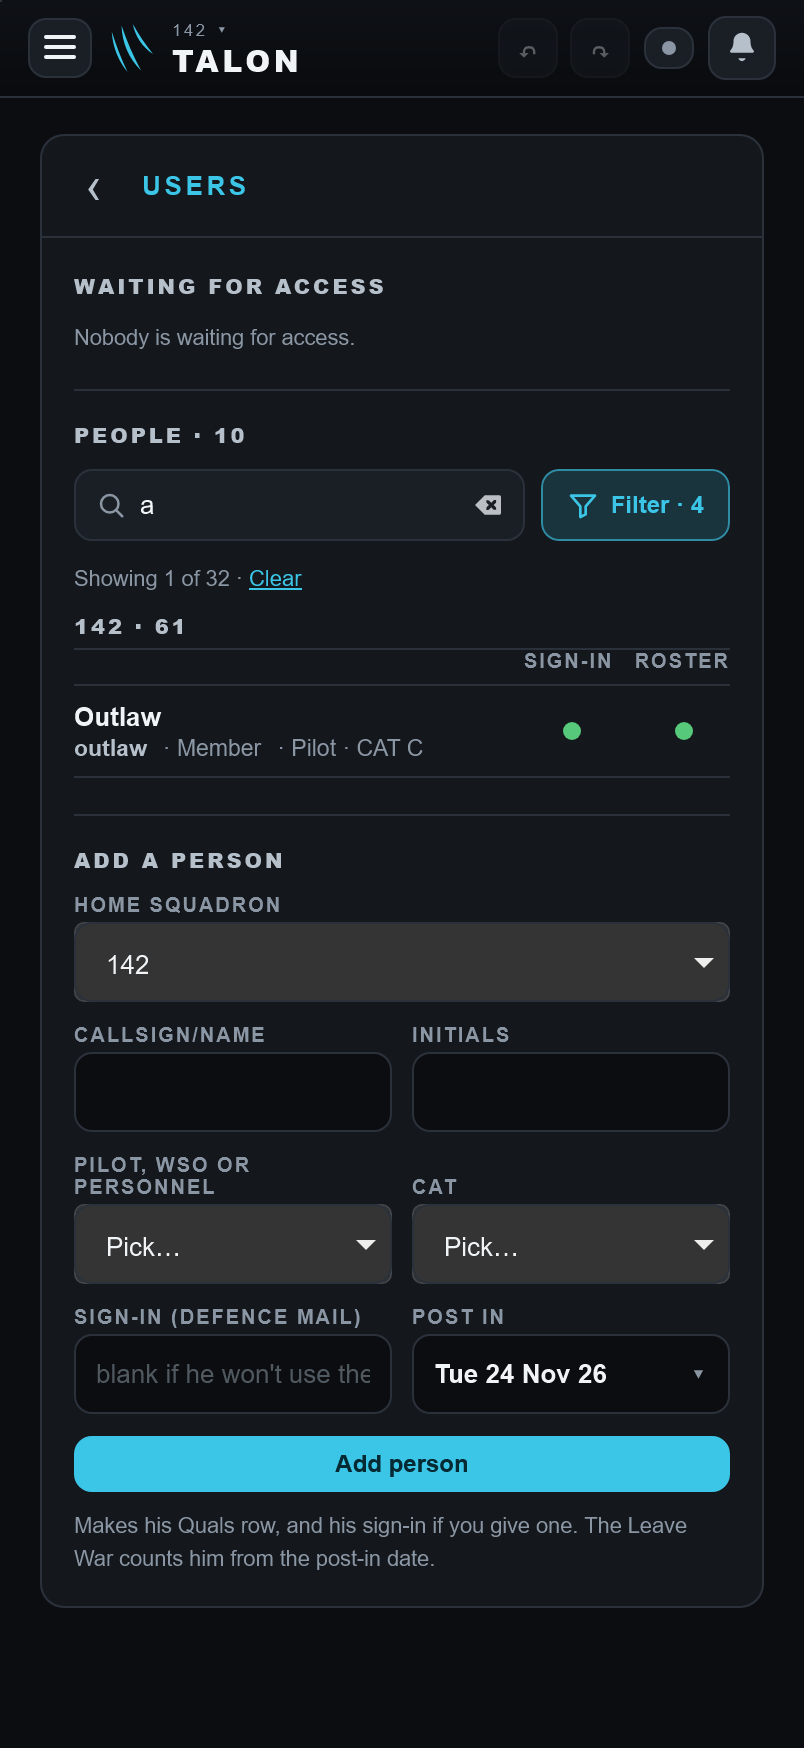 142 ▾
TALON
‹ USERS
WAITING FOR ACCESS
Nobody is waiting for access.
PEOPLE · 10
a
Filter · 4
Showing 1 of 32 · Clear
142 · 61
SIGN-IN ROSTER
Outlaw
outlaw · Member · Pilot · CAT C
ADD A PERSON
HOME SQUADRON
142
CALLSIGN/NAME INITIALS
PILOT, WSO OR
PERSONNEL CAT
Pick... Pick...
SIGN-IN (DEFENCE MAIL) POST IN
blank if he won't use the Tue 24 Nov 26 ▾
Add person
Makes his Quals row, and his sign-in if you give one. The Leave
War counts him from the post-in date.